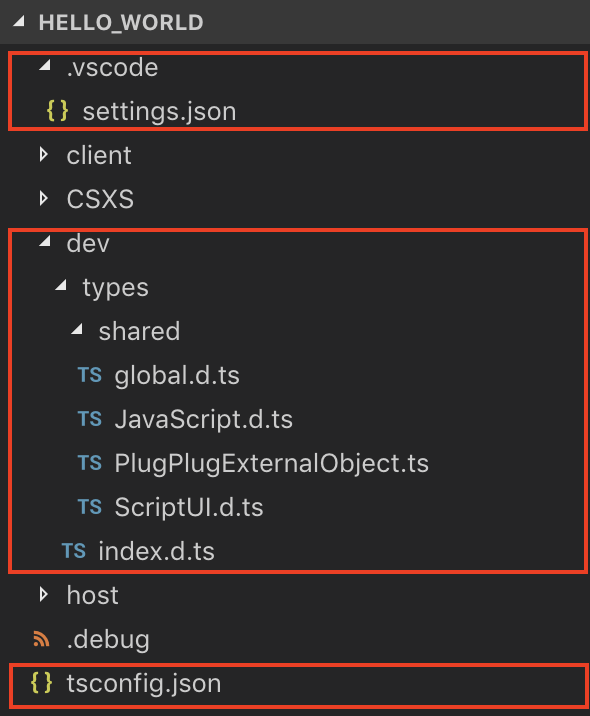 HELLO_WORLD
.vscode
{ } settings.json
client
CSXS
dev
types
shared
TS global.d.ts
TS JavaScript.d.ts
TS PlugPlugExternalObject.ts
TS ScriptUI.d.ts
TS index.d.ts
host
.debug
{ } tsconfig.json